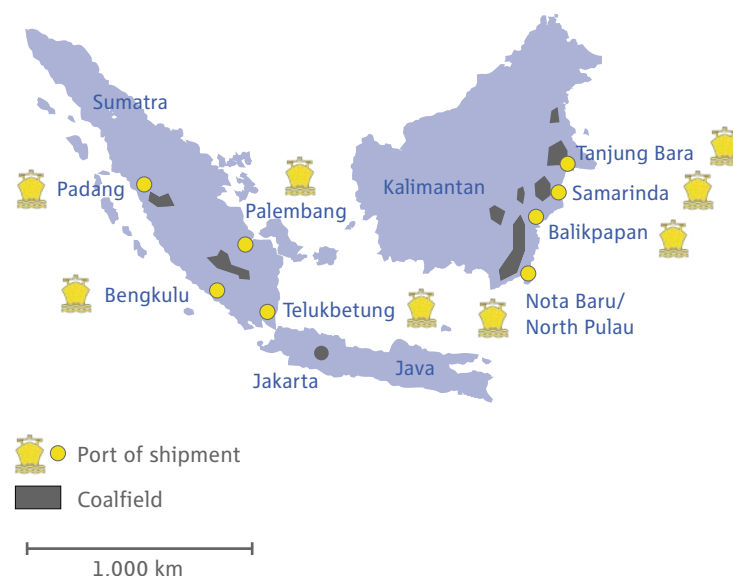 Sumatra
Tanjung Bara
Padang
Kalimantan
Samarinda
Palembang
Balikpapan
Bengkulu
Telukbetung
Nota Baru/
North Pulau
Java
Jakarta
Port of shipment
Coalfield
1,000 km